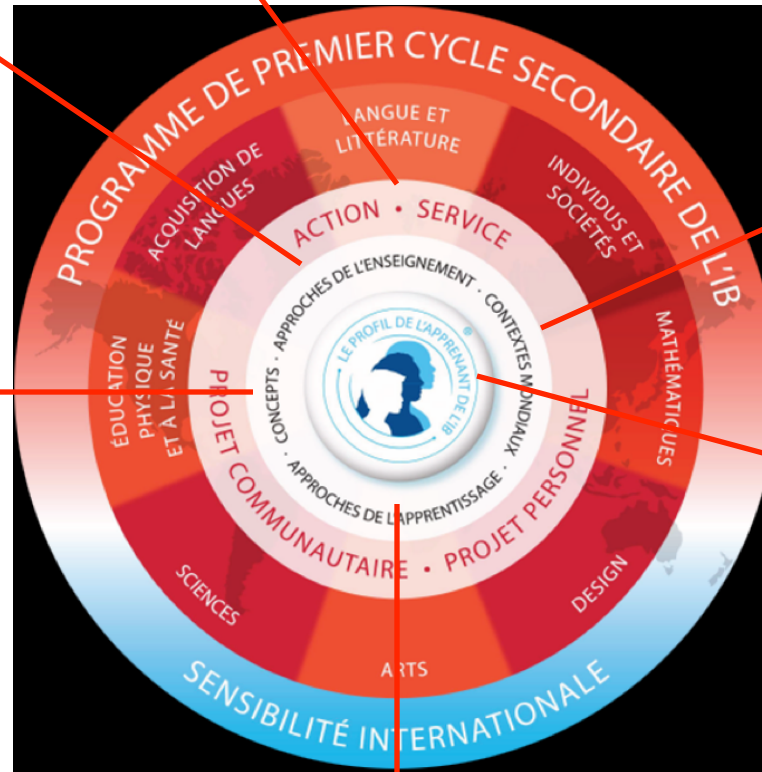 PROGRAMME DE PREMIER CYCLE SECONDAIRE DE L'IB
LANGUE ET
LITTÉRATURE
INDIVIDUS ET
SOCIÉTÉS
MATHÉMATIQUES
DESIGN
ARTS
SCIENCES
ÉDUCATION
PHYSIQUE
ET À LA SANTÉ
ACQUISITION DE
LANGUES
ACTION • SERVICE
PROJET COMMUNAUTAIRE • PROJET PERSONNEL
APPROCHES DE L'ENSEIGNEMENT · CONTEXTES MONDIAUX ·
APPROCHES DE L'APPRENTISSAGE · CONCEPTS ·
LE PROFIL DE L'APPRENANT DE L'IB
®
SENSIBILITÉ INTERNATIONALE